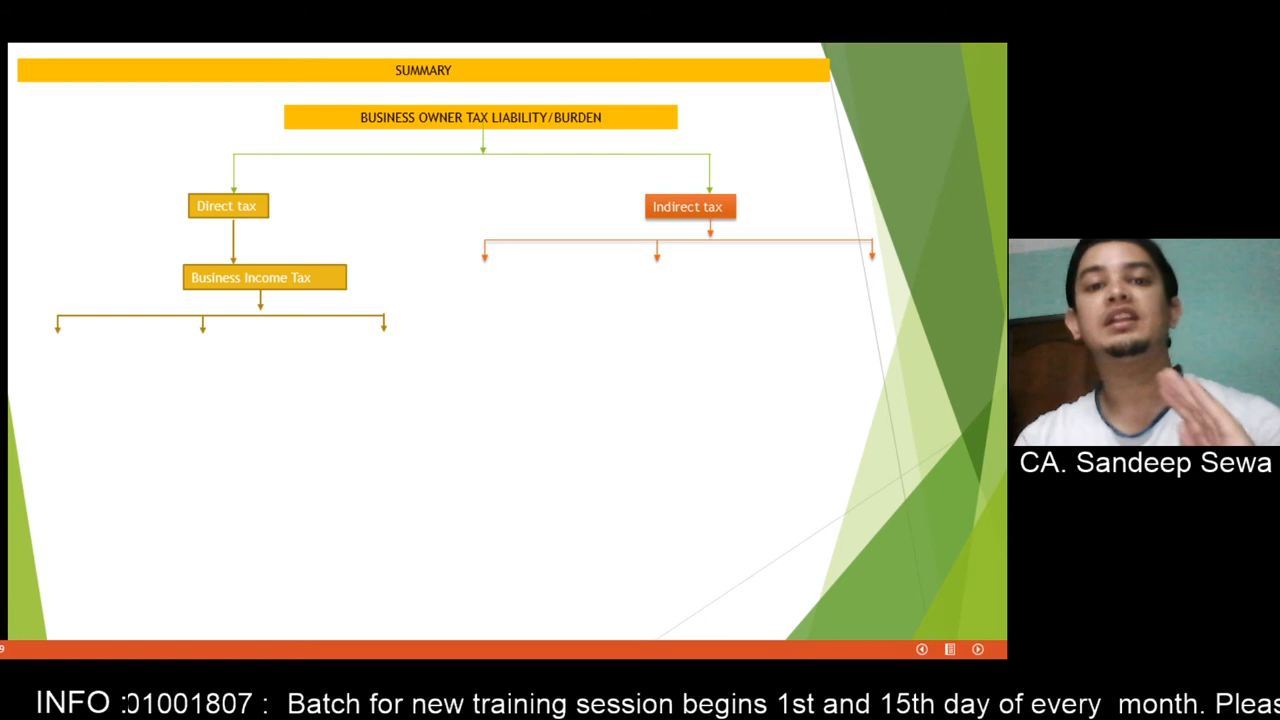 SUMMARY
BUSINESS OWNER TAX LIABILITY/BURDEN
Direct tax
Indirect tax
Business Income Tax
CA. Sandeep Sewa
9
INFO :01001807 : Batch for new training session begins 1st and 15th day of every month. Pleas